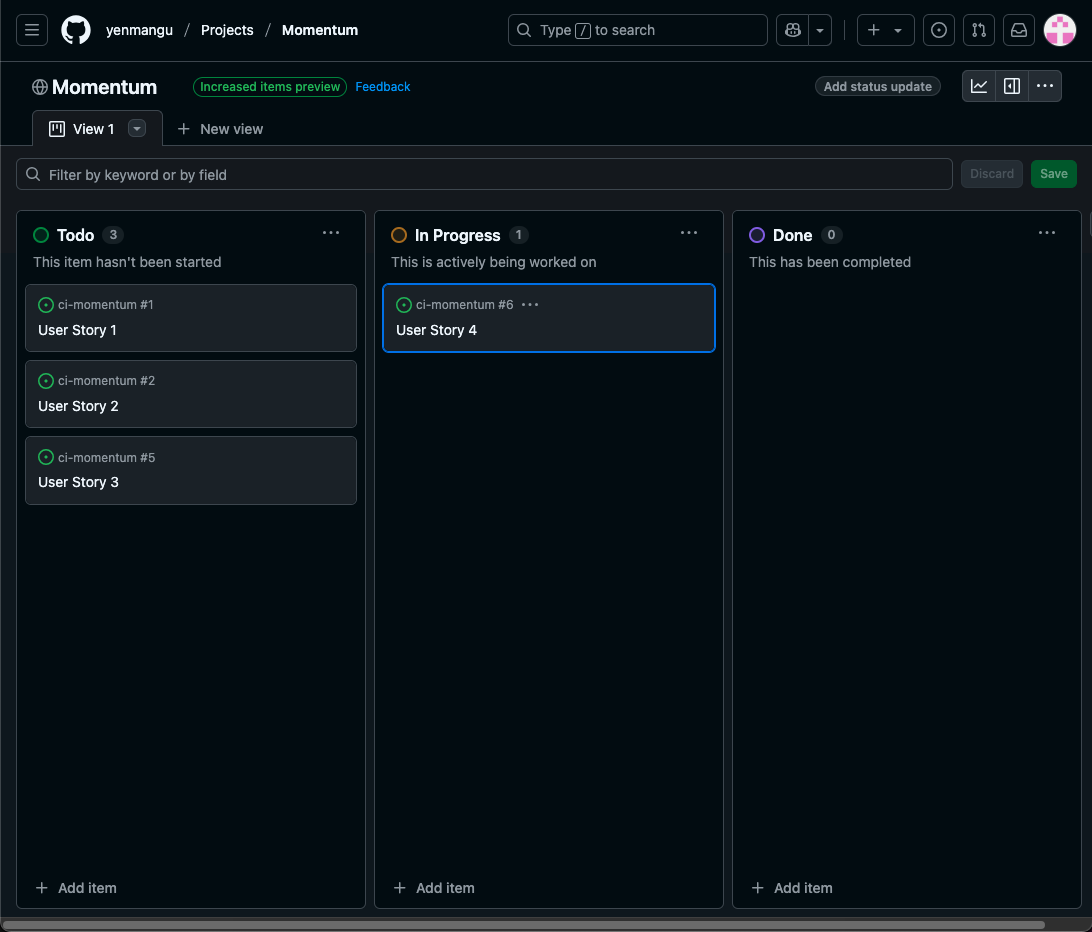 yenmangu / Projects / Momentum
Type / to search
Momentum
Increased items preview
Feedback
Add status update
View 1
New view
Filter by keyword or by field
Discard
Save
Todo 3
This item hasn't been started
ci-momentum #1
User Story 1
ci-momentum #2
User Story 2
ci-momentum #5
User Story 3
Add item
In Progress 1
This is actively being worked on
ci-momentum #6
User Story 4
Add item
Done 0
This has been completed
Add item